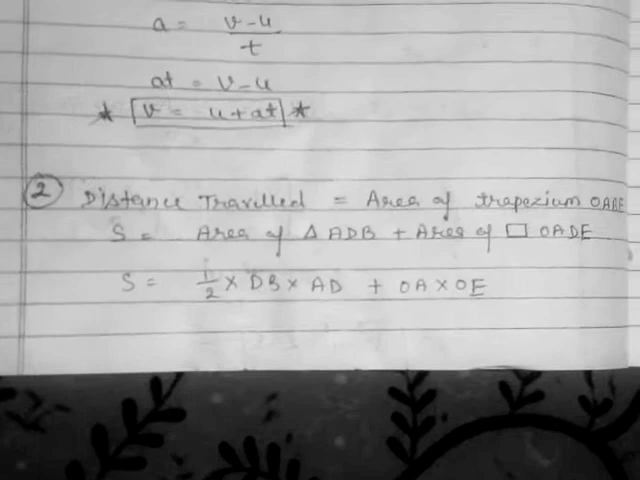 a = v-u
t
at = v-u
* v = u+at *
② Distance Travelled = Area of trapezium OABE
S = Area of Δ ADB + Area of □ OADE
S = 1/2 × DB × AD + OA × OE